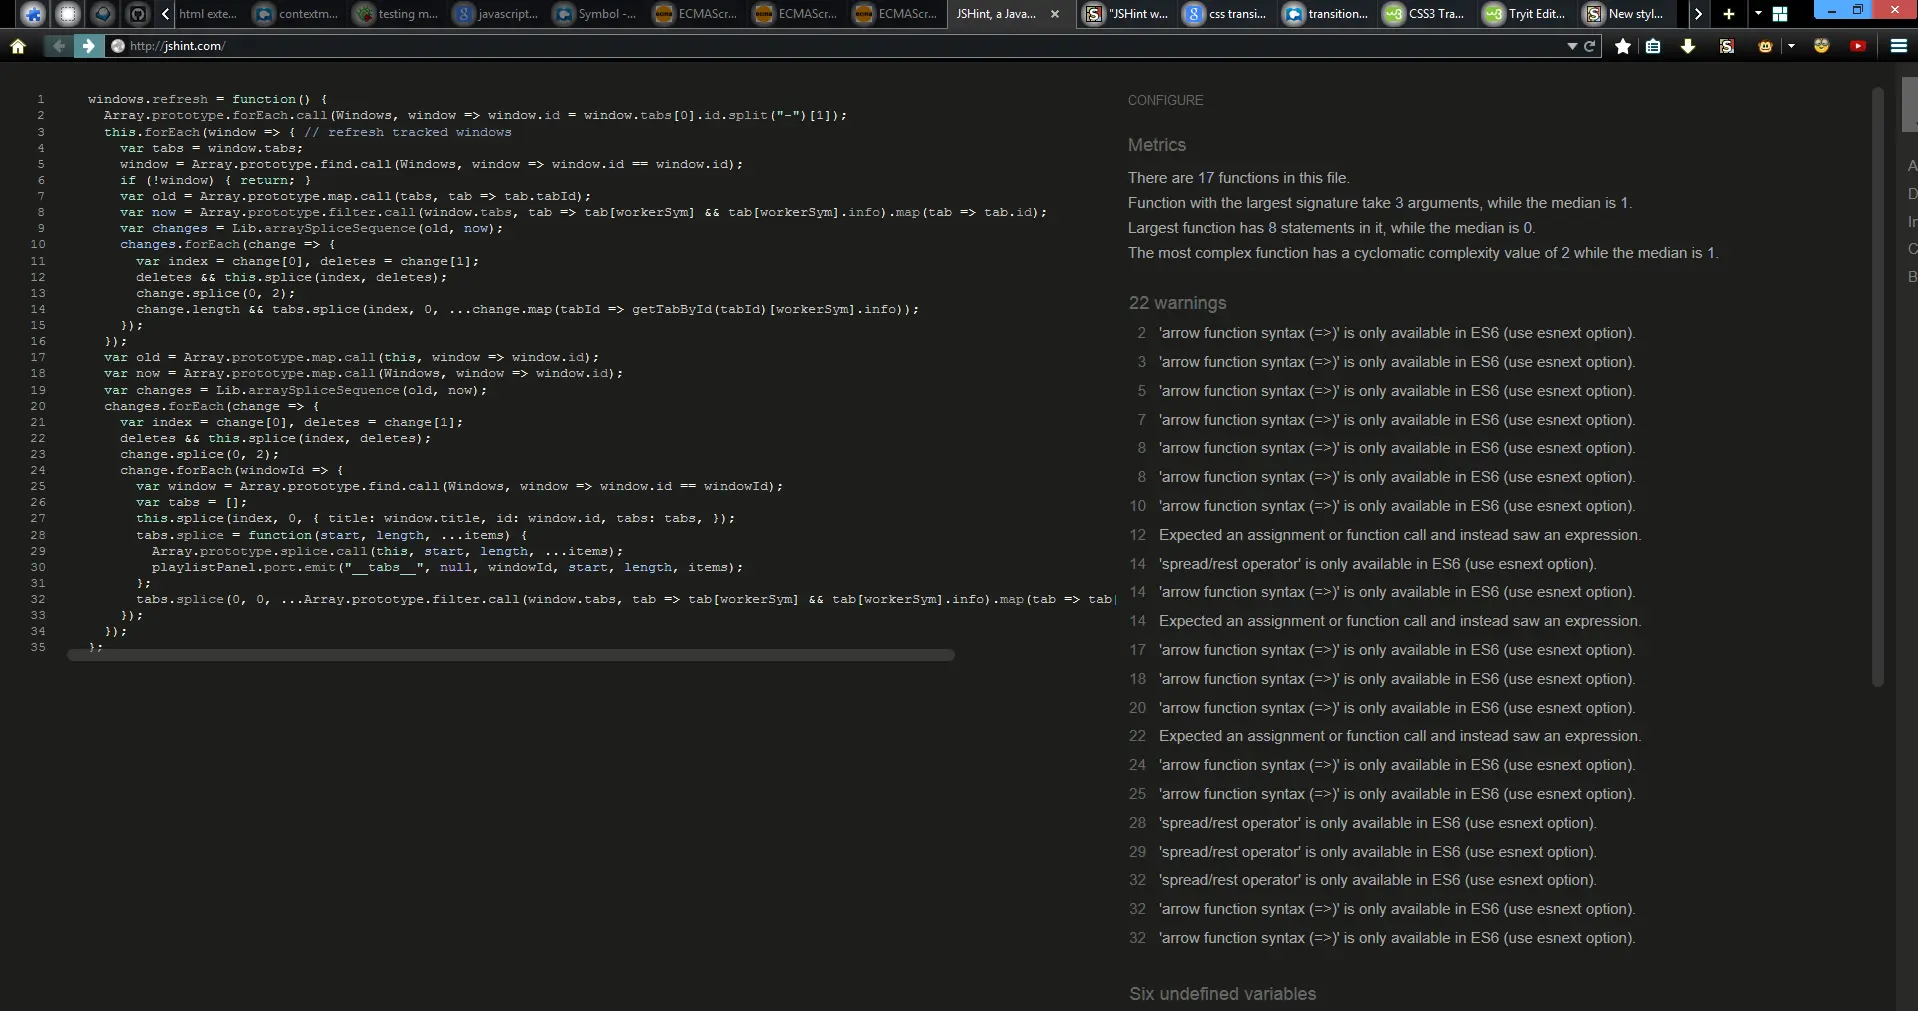 html exte...
contextm...
testing m...
javascript...
Symbol -...
ECMAScr...
ECMAScr...
ECMAScr...
JSHint, a Java...
"JSHint w...
css transi...
transition...
CSS3 Tra...
Tryit Edit...
New styl...
http://jshint.com/
1 windows.refresh = function() {
2 Array.prototype.forEach.call(Windows, window => window.id = window.tabs[0].id.split("-")[1]);
3 this.forEach(window => { // refresh tracked windows
4 var tabs = window.tabs;
5 window = Array.prototype.find.call(Windows, window => window.id == window.id);
6 if (!window) { return; }
7 var old = Array.prototype.map.call(tabs, tab => tab.tabId);
8 var now = Array.prototype.filter.call(window.tabs, tab => tab[workerSym] && tab[workerSym].info).map(tab => tab.id);
9 var changes = Lib.arraySpliceSequence(old, now);
10 changes.forEach(change => {
11 var index = change[0], deletes = change[1];
12 deletes && this.splice(index, deletes);
13 change.splice(0, 2);
14 change.length && tabs.splice(index, 0, ...change.map(tabId => getTabById(tabId)[workerSym].info));
15 });
16 });
17 var old = Array.prototype.map.call(this, window => window.id);
18 var now = Array.prototype.map.call(Windows, window => window.id);
19 var changes = Lib.arraySpliceSequence(old, now);
20 changes.forEach(change => {
21 var index = change[0], deletes = change[1];
22 deletes && this.splice(index, deletes);
23 change.splice(0, 2);
24 change.forEach(windowId => {
25 var window = Array.prototype.find.call(Windows, window => window.id == windowId);
26 var tabs = [];
27 this.splice(index, 0, { title: window.title, id: window.id, tabs: tabs, });
28 tabs.splice = function(start, length, ...items) {
29 Array.prototype.splice.call(this, start, length, ...items);
30 playlistPanel.port.emit("__tabs__", null, windowId, start, length, items);
31 };
32 tabs.splice(0, 0, ...Array.prototype.filter.call(window.tabs, tab => tab[workerSym] && tab[workerSym].info).map(tab => tab[
33 });
34 });
35 };
CONFIGURE
Metrics
There are 17 functions in this file.
Function with the largest signature take 3 arguments, while the median is 1.
Largest function has 8 statements in it, while the median is 0.
The most complex function has a cyclomatic complexity value of 2 while the median is 1.
22 warnings
2 'arrow function syntax (=>)' is only available in ES6 (use esnext option).
3 'arrow function syntax (=>)' is only available in ES6 (use esnext option).
5 'arrow function syntax (=>)' is only available in ES6 (use esnext option).
7 'arrow function syntax (=>)' is only available in ES6 (use esnext option).
8 'arrow function syntax (=>)' is only available in ES6 (use esnext option).
8 'arrow function syntax (=>)' is only available in ES6 (use esnext option).
10 'arrow function syntax (=>)' is only available in ES6 (use esnext option).
12 Expected an assignment or function call and instead saw an expression.
14 'spread/rest operator' is only available in ES6 (use esnext option).
14 'arrow function syntax (=>)' is only available in ES6 (use esnext option).
14 Expected an assignment or function call and instead saw an expression.
17 'arrow function syntax (=>)' is only available in ES6 (use esnext option).
18 'arrow function syntax (=>)' is only available in ES6 (use esnext option).
20 'arrow function syntax (=>)' is only available in ES6 (use esnext option).
22 Expected an assignment or function call and instead saw an expression.
24 'arrow function syntax (=>)' is only available in ES6 (use esnext option).
25 'arrow function syntax (=>)' is only available in ES6 (use esnext option).
28 'spread/rest operator' is only available in ES6 (use esnext option).
29 'spread/rest operator' is only available in ES6 (use esnext option).
32 'spread/rest operator' is only available in ES6 (use esnext option).
32 'arrow function syntax (=>)' is only available in ES6 (use esnext option).
32 'arrow function syntax (=>)' is only available in ES6 (use esnext option).
Six undefined variables